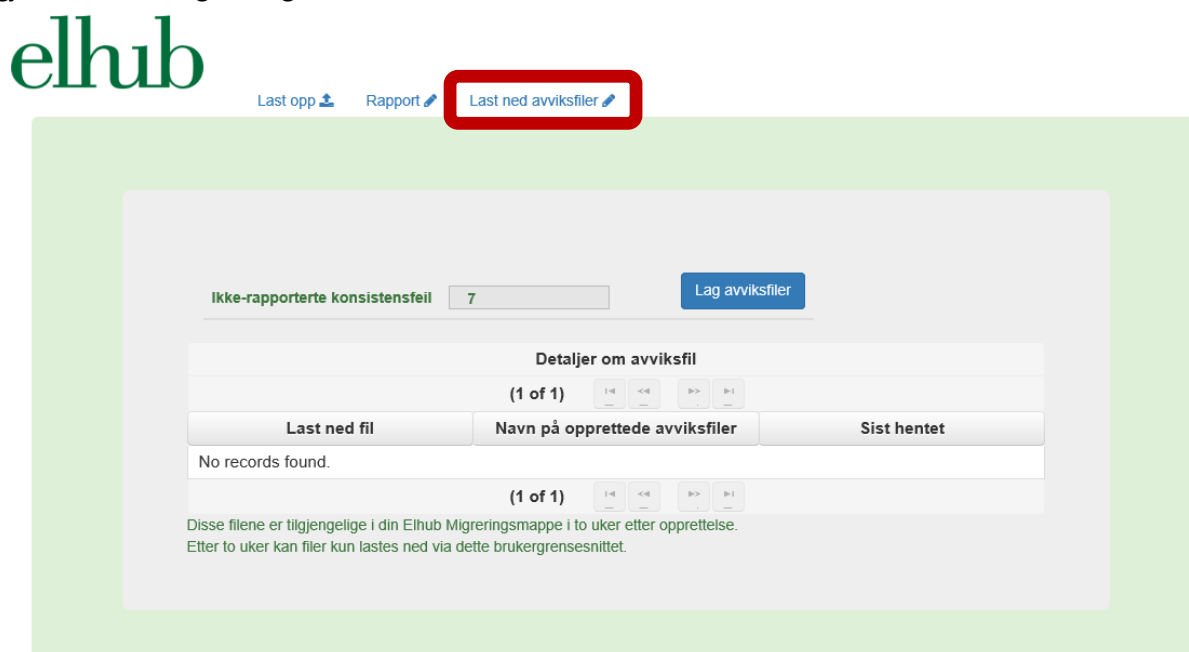 elhub
Last opp Rapport Last ned avviksfiler
Ikke-rapporterte konsistensfeil 7 Lag avviksfiler
Detaljer om avviksfil
(1 of 1)
Last ned fil Navn på opprettede avviksfiler Sist hentet
No records found.
(1 of 1)
Disse filene er tilgjengelige i din Elhub Migreringsmappe i to uker etter opprettelse.
Etter to uker kan filer kun lastes ned via dette brukergrensesnittet.